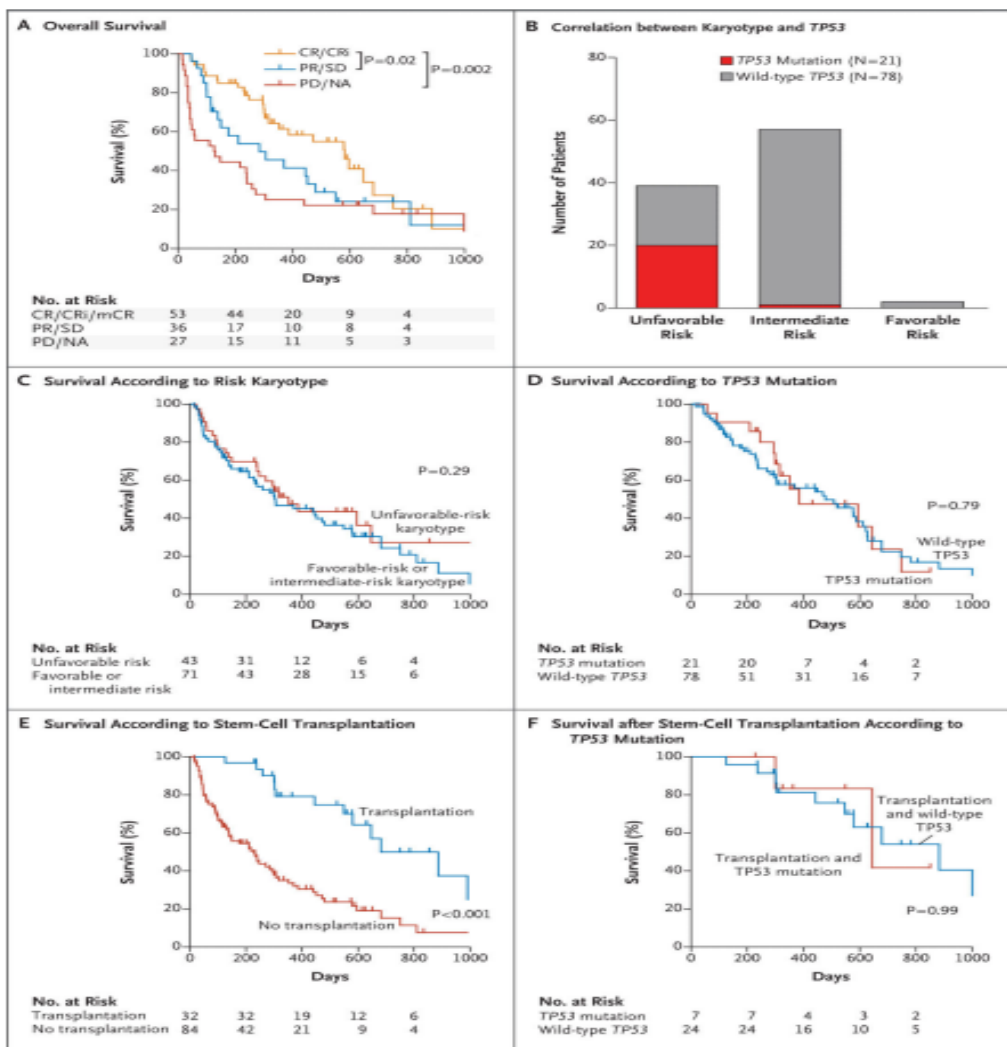 A Overall Survival
100
80
60
40
20
0
Survival (%)
CR/CRi
PR/SD
PD/NA
P=0.02
P=0.002
0 200 400 600 800 1000
Days
No. at Risk
CR/CRi/mCR 53 44 20 9 4
PR/SD 36 17 10 8 4
PD/NA 27 15 11 5 3
B Correlation between Karyotype and TP53
80
60
40
20
0
Number of Patients
TP53 Mutation (N=21)
Wild-type TP53 (N=78)
Unfavorable Risk
Intermediate Risk
Favorable Risk
C Survival According to Risk Karyotype
100
80
60
40
20
0
Survival (%)
P=0.29
Unfavorable-risk
karyotype
Favorable-risk or
intermediate-risk karyotype
0 200 400 600 800 1000
Days
No. at Risk
Unfavorable risk 43 31 12 6 4
Favorable or 71 43 28 15 6
intermediate risk
D Survival According to TP53 Mutation
100
80
60
40
20
0
Survival (%)
P=0.79
Wild-type
TP53
TP53 mutation
0 200 400 600 800 1000
Days
No. at Risk
TP53 mutation 21 20 7 4 2
Wild-type TP53 78 51 31 16 7
E Survival According to Stem-Cell Transplantation
100
80
60
40
20
0
Survival (%)
Transplantation
P<0.001
No transplantation
0 200 400 600 800 1000
Days
No. at Risk
Transplantation 32 32 19 12 6
No transplantation 84 42 21 9 4
F Survival after Stem-Cell Transplantation According to
TP53 Mutation
100
80
60
40
20
0
Survival (%)
Transplantation
and wild-type
TP53
Transplantation and
TP53 mutation
P=0.99
0 200 400 600 800 1000
Days
No. at Risk
TP53 mutation 7 7 4 3 2
Wild-type TP53 24 24 16 10 5